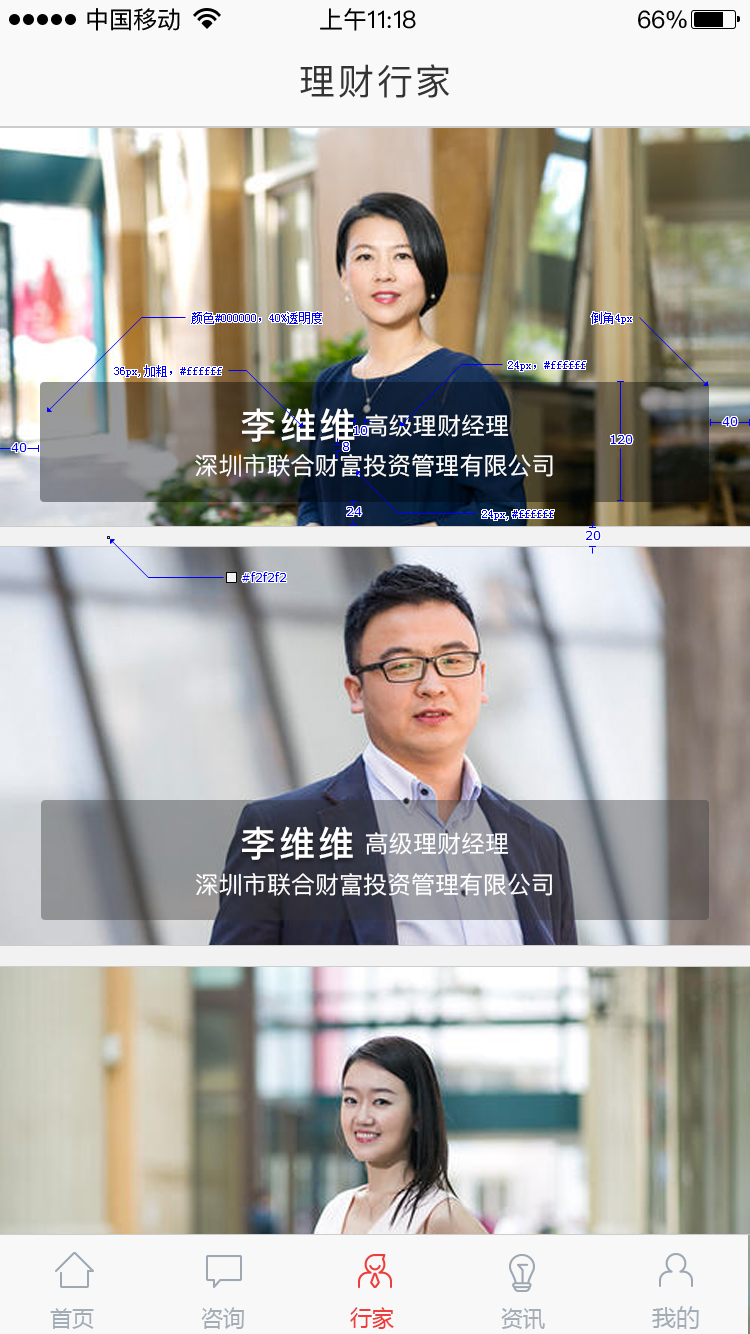 中国移动 上午11:18 66%
理财行家
颜色#000000，40%透明度
倒角4px
36px,加粗，#ffffff
24px，#ffffff
李维维 高级理财经理
10
40
120
40
8
深圳市联合财富投资管理有限公司
24
24px,#ffffff
20
#f2f2f2
李维维 高级理财经理
深圳市联合财富投资管理有限公司
首页 咨询 行家 资讯 我的